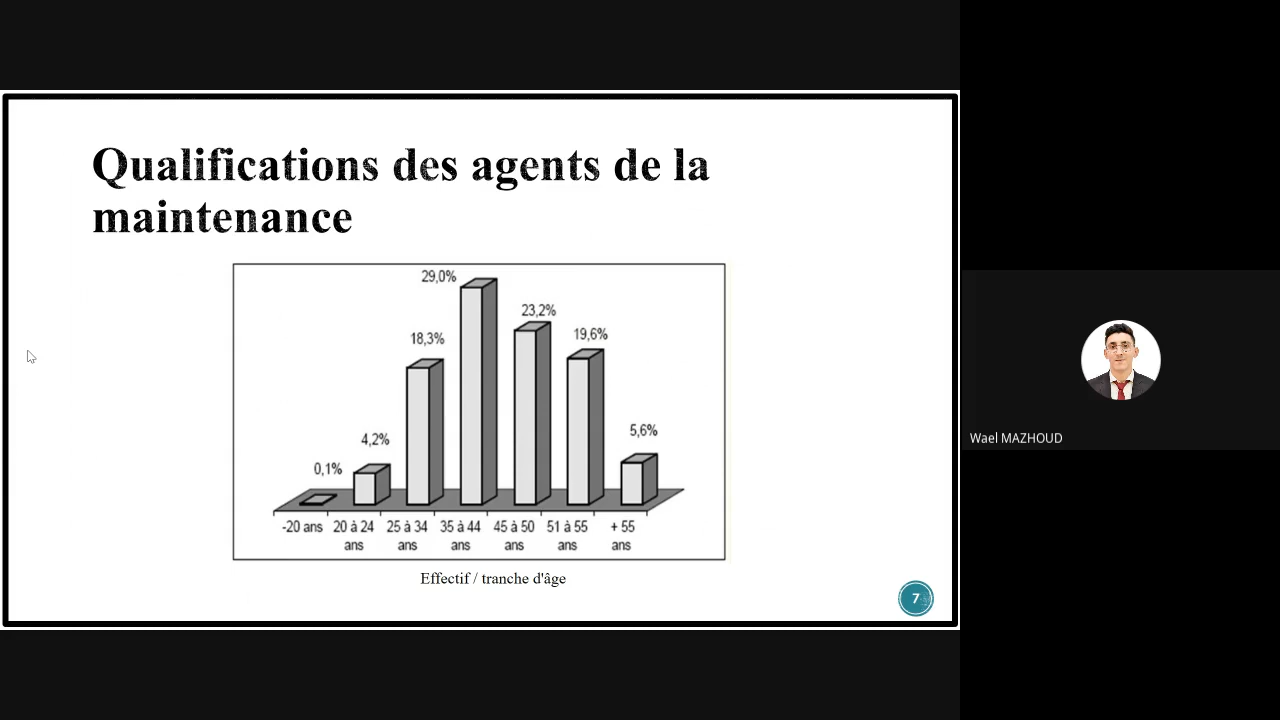 Qualifications des agents de la
maintenance
29,0%
23,2%
19,6%
18,3%
5,6%
4,2%
0,1%
-20 ans 20 à 24 25 à 34 35 à 44 45 à 50 51 à 55 + 55
ans ans ans ans ans ans
Effectif / tranche d'âge
7
Wael MAZHOUD